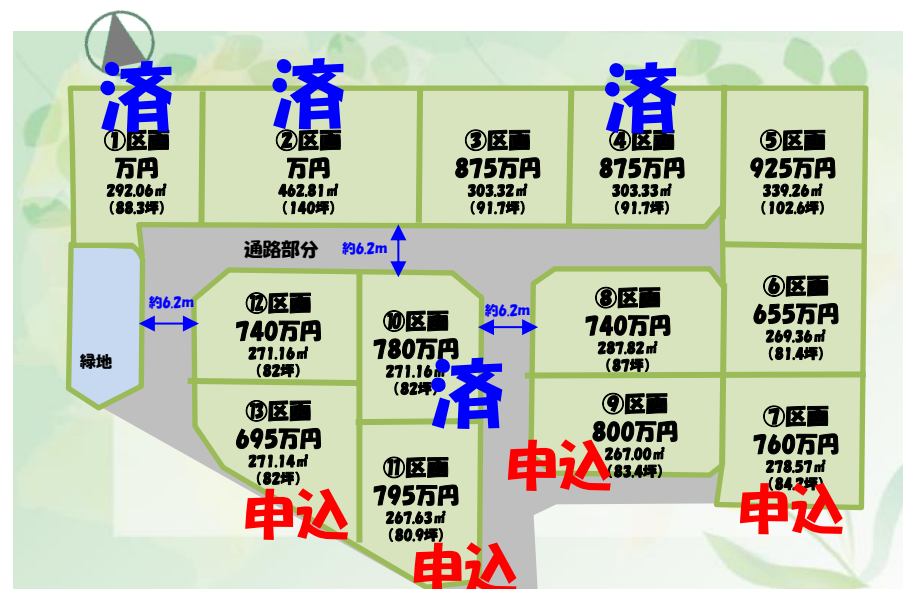 済
①区画
万円
292.06㎡
(88.3坪)
済
②区画
万円
462.81㎡
(140坪)
③区画
875万円
303.32㎡
(91.7坪)
済
④区画
875万円
303.33㎡
(91.7坪)
⑤区画
925万円
339.26㎡
(102.6坪)
通路部分
約6.2m
約6.2m
約6.2m
緑地
⑫区画
740万円
271.16㎡
(82坪)
⑩区画
780万円
271.16㎡
(82坪)
済
⑧区画
740万円
287.82㎡
(87坪)
⑥区画
655万円
269.36㎡
(81.4坪)
⑬区画
695万円
271.14㎡
(82坪)
申込
⑪区画
795万円
267.63㎡
(80.9坪)
申込
⑨区画
800万円
267.00㎡
(83.4坪)
申込
⑦区画
760万円
278.57㎡
(84.2坪)
申込